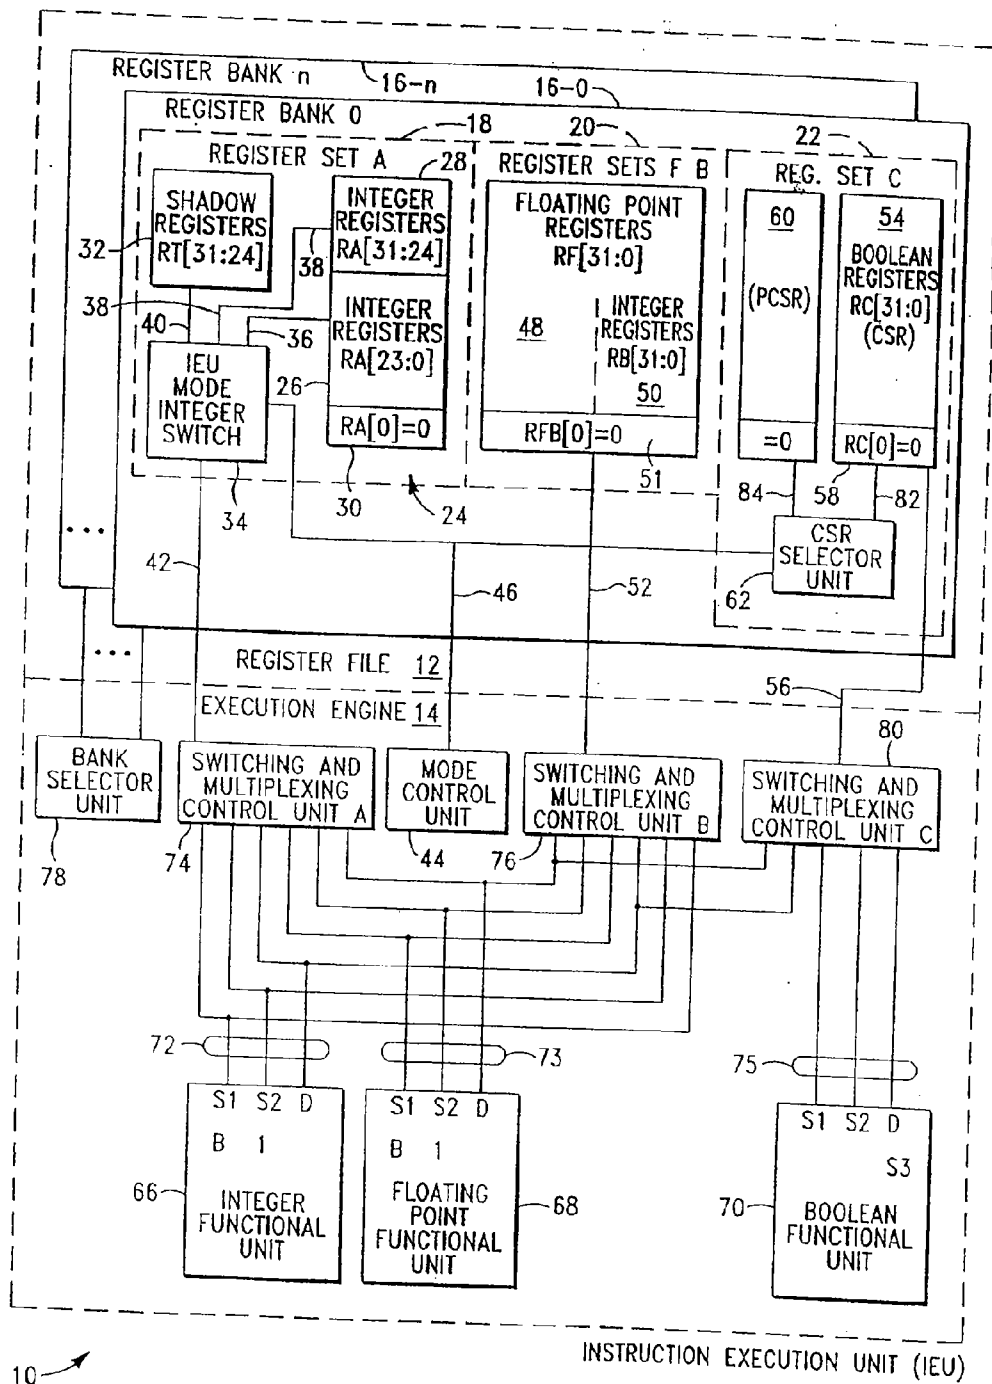 REGISTER BANK n
16-n
16-0
REGISTER BANK 0
18
20
22
REGISTER SET A
28
REGISTER SETS F B
REG. SET C
SHADOW
REGISTERS
RT[31:24]
32
INTEGER
REGISTERS
RA[31:24]
38
FLOATING POINT
REGISTERS
RF[31:0]
60
(PCSR)
54
BOOLEAN
REGISTERS
RC[31:0]
(CSR)
38
40
36
INTEGER
REGISTERS
RA[23:0]
48
INTEGER
REGISTERS
RB[31:0]
50
IEU
MODE
INTEGER
SWITCH
26
RA[0]=0
RFB[0]=0
=0
RC[0]=0
34
30
24
51
84
58
82
CSR
SELECTOR
UNIT
62
42
46
52
•••
•••
REGISTER FILE 12
56
EXECUTION ENGINE 14
80
BANK
SELECTOR
UNIT
SWITCHING AND
MULTIPLEXING
CONTROL UNIT A
MODE
CONTROL
UNIT
SWITCHING AND
MULTIPLEXING
CONTROL UNIT B
SWITCHING AND
MULTIPLEXING
CONTROL UNIT C
78
74
44
76
72
73
75
S1 S2 D
B 1
INTEGER
FUNCTIONAL
UNIT
66
S1 S2 D
B 1
FLOATING
POINT
FUNCTIONAL
UNIT
68
S1 S2 D
S3
BOOLEAN
FUNCTIONAL
UNIT
70
INSTRUCTION EXECUTION UNIT (IEU)
10